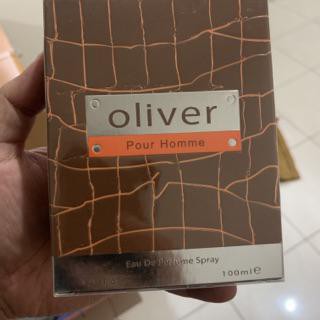 oliver
Pour Homme
Eau De Parfume Spray
100ml℮